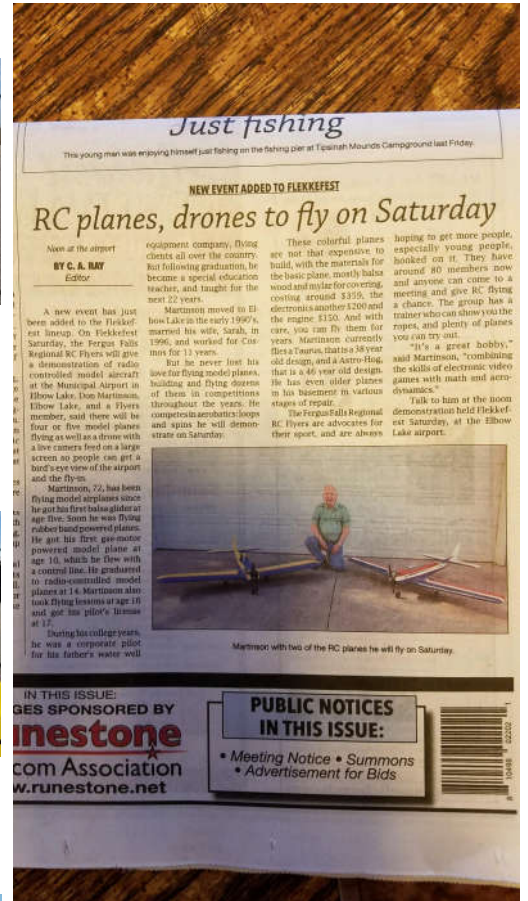 Just fishing
This young man was enjoying himself just fishing on the fishing pier at Tipsinah Mounds Campground last Friday.
NEW EVENT ADDED TO FLEKKEFEST
RC planes, drones to fly on Saturday
Noon at the airport
BY C. A. RAY
Editor
A new event has just
been added to the Flekkef-
est lineup. On Flekkefest
Saturday, the Fergus Falls
Regional RC Flyers will give
a demonstration of radio
controlled model aircraft
at the Municipal Airport in
Elbow Lake. Don Martinson,
Elbow Lake, and a Flyers
member, said there will be
four or five model planes
flying as well as a drone with
a live camera feed on a large
screen so people can get a
bird's eye view of the airport
and the fly-in.
Martinson, 72, has been
flying model airplanes since
he got his first balsa glider at
age five. Soon he was flying
rubber band powered planes.
He got his first gas-motor
powered model plane at
age 10, which he flew with
a control line. He graduated
to radio-controlled model
planes at 14. Martinson also
took flying lessons at age 16
and got his pilot's license
at 17.
During his college years,
he was a corporate pilot
for his father's water well
equipment company, flying
clients all over the country.
But following graduation, he
became a special education
teacher, and taught for the
next 22 years.
Martinson moved to El-
bow Lake in the early 1990's,
married his wife, Sarah, in
1996, and worked for Cos-
mos for 11 years.
But he never lost his
love for flying model planes,
building and flying dozens
of them in competitions
throughout the years. He
competes in aerobatics: loops
and spins he will demon-
strate on Saturday.
These colorful planes
are not that expensive to
build, with the materials for
the basic plane, mostly balsa
wood and mylar for covering,
costing around $359, the
electronics another $200 and
the engine $150. And with
care, you can fly them for
years. Martinson currently
flies a Taurus, that is a 38 year
old design, and a Astro-Hog,
that is a 46 year old design.
He has even older planes
in his basement in various
stages of repair.
The Fergus Falls Regional
RC Flyers are advocates for
their sport, and are always
hoping to get more people,
especially young people,
hooked on it. They have
around 80 members now
and anyone can come to a
meeting and give RC flying
a chance. The group has a
trainer who can show you the
ropes, and plenty of planes
you can try out.
"It's a great hobby,"
said Martinson, "combining
the skills of electronic video
games with math and aero-
dynamics."
Talk to him at the noon
demonstration held Flekkef-
est Saturday, at the Elbow
Lake airport.
Martinson with two of the RC planes he will fly on Saturday.
IN THIS ISSUE:
GES SPONSORED BY
unestone
com Association
w.runestone.net
PUBLIC NOTICES
IN THIS ISSUE:
• Meeting Notice • Summons
• Advertisement for Bids